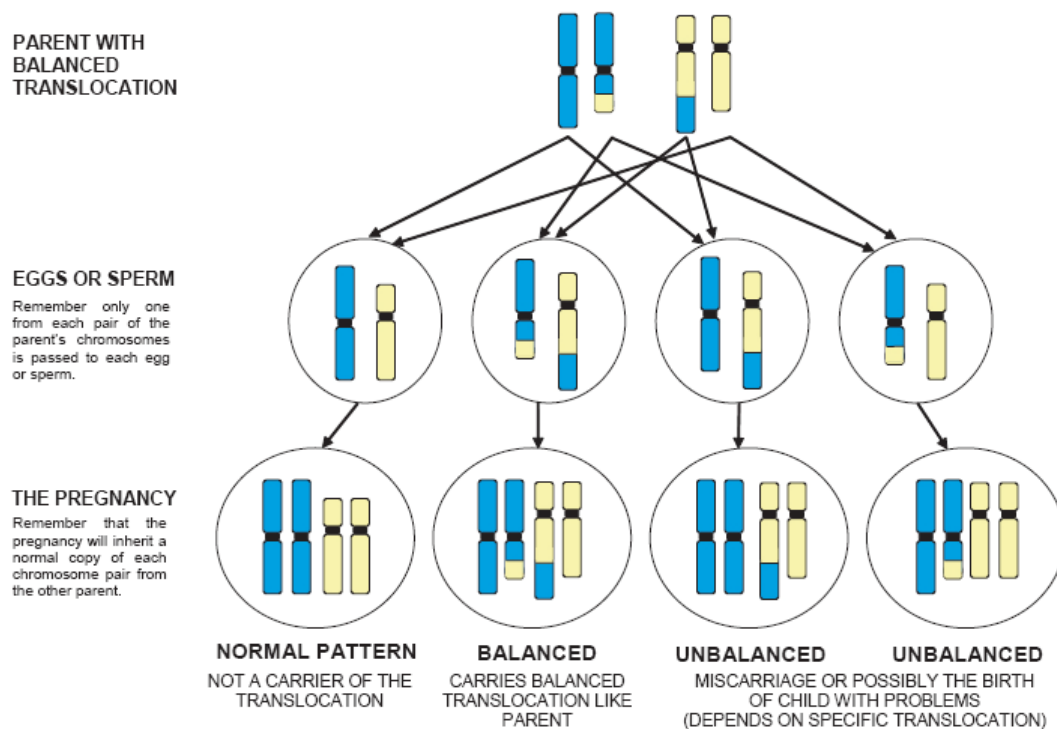 PARENT WITH
BALANCED
TRANSLOCATION
EGGS OR SPERM
Remember only one
from each pair of the
parent's chromosomes
is passed to each egg
or sperm.
THE PREGNANCY
Remember that the
pregnancy will inherit a
normal copy of each
chromosome pair from
the other parent.
NORMAL PATTERN
NOT A CARRIER OF THE
TRANSLOCATION
BALANCED
CARRIES BALANCED
TRANSLOCATION LIKE
PARENT
UNBALANCED
UNBALANCED
MISCARRIAGE OR POSSIBLY THE BIRTH
OF CHILD WITH PROBLEMS
(DEPENDS ON SPECIFIC TRANSLOCATION)